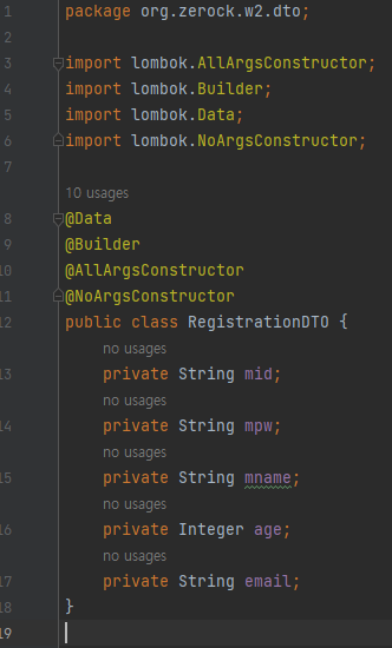 1 package org.zerock.w2.dto;
2
3 import lombok.AllArgsConstructor;
4 import lombok.Builder;
5 import lombok.Data;
6 import lombok.NoArgsConstructor;
7
10 usages
8 @Data
9 @Builder
10 @AllArgsConstructor
11 @NoArgsConstructor
12 public class RegistrationDTO {
no usages
13 private String mid;
no usages
14 private String mpw;
no usages
15 private String mname;
no usages
16 private Integer age;
no usages
17 private String email;
18 }
19